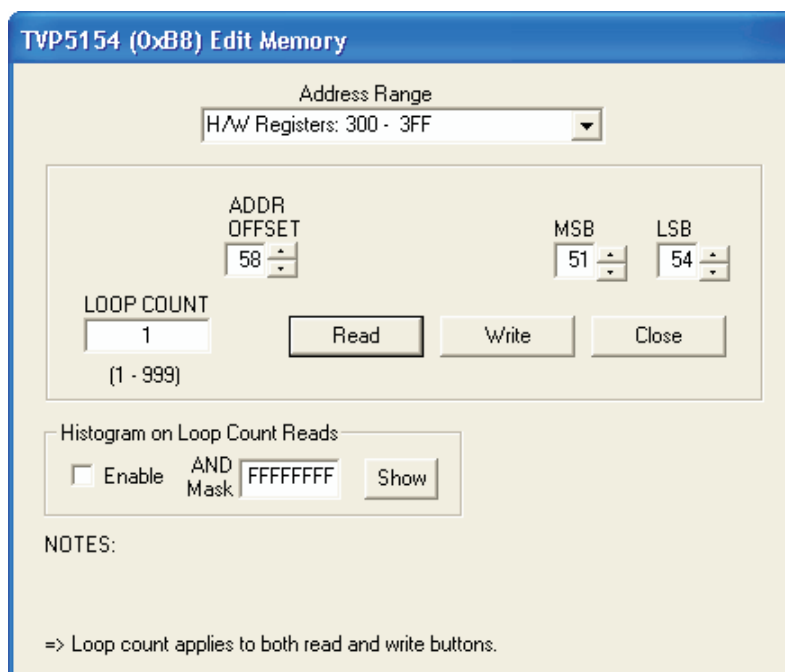 TVP5154 (0xB8) Edit Memory
Address Range
H/W Registers: 300 - 3FF
ADDR
OFFSET
MSB
LSB
58
51
54
LOOP COUNT
1
Read
Write
Close
(1 - 999)
Histogram on Loop Count Reads
Enable
AND
Mask
FFFFFFFF
Show
NOTES:
=> Loop count applies to both read and write buttons.